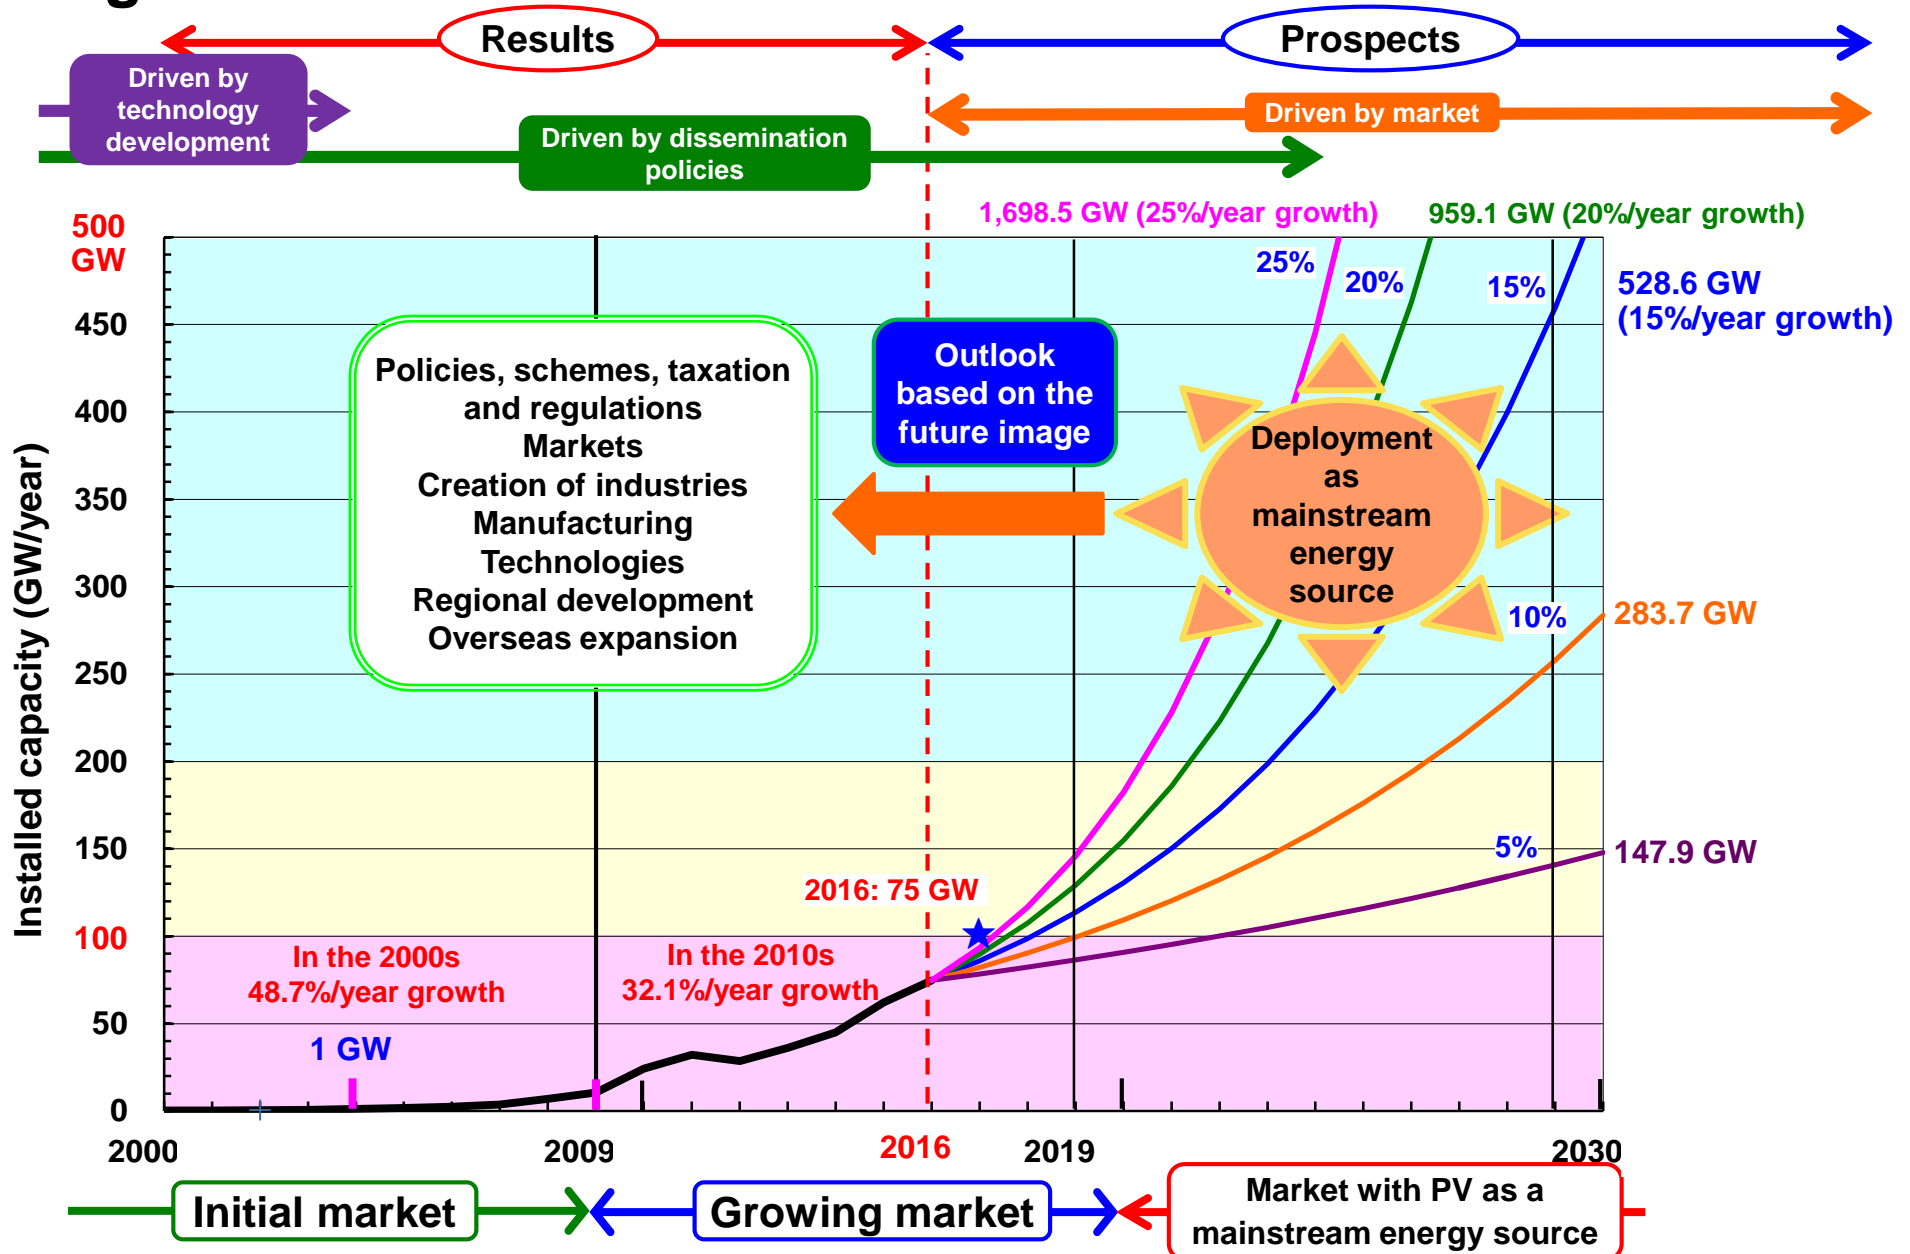 Results
Prospects
Driven by
technology
development
Driven by market
Driven by dissemination
policies
1,698.5 GW (25%/year growth)
959.1 GW (20%/year growth)
500
GW
25%
20%
15%
528.6 GW
(15%/year growth)
450
400
350
300
250
200
150
100
50
0
Installed capacity (GW/year)
Policies, schemes, taxation
and regulations
Markets
Creation of industries
Manufacturing
Technologies
Regional development
Overseas expansion
Outlook
based on the
future image
Deployment
as
mainstream
energy
source
10%
283.7 GW
5%
147.9 GW
2016: 75 GW
In the 2000s
48.7%/year growth
In the 2010s
32.1%/year growth
1 GW
2000
2009
2016
2019
2030
Initial market
Growing market
Market with PV as a
mainstream energy source